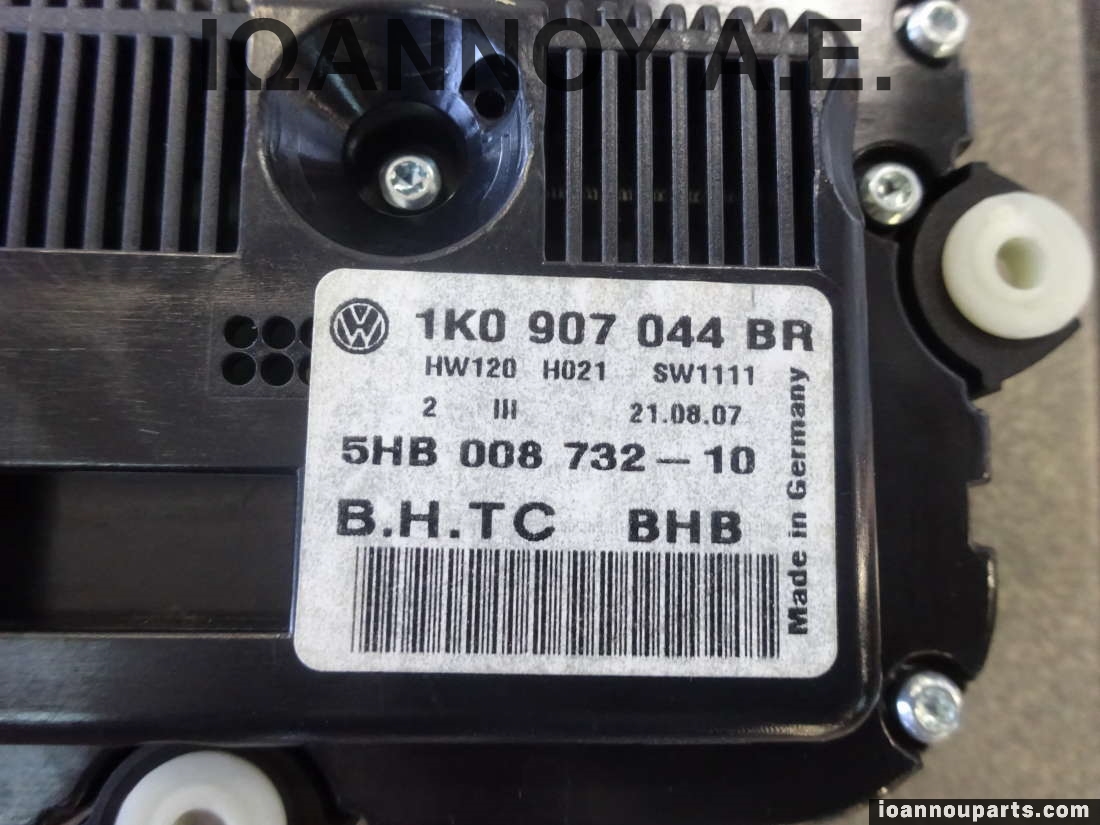 ΙΩΑΝΝΟΥ Α.Ε.
1K0 907 044 BR
HW120 H021 SW1111
2 III 21.08.07
5HB 008 732-10
B.H.TC BHB
Made in Germany
ioannouparts.com